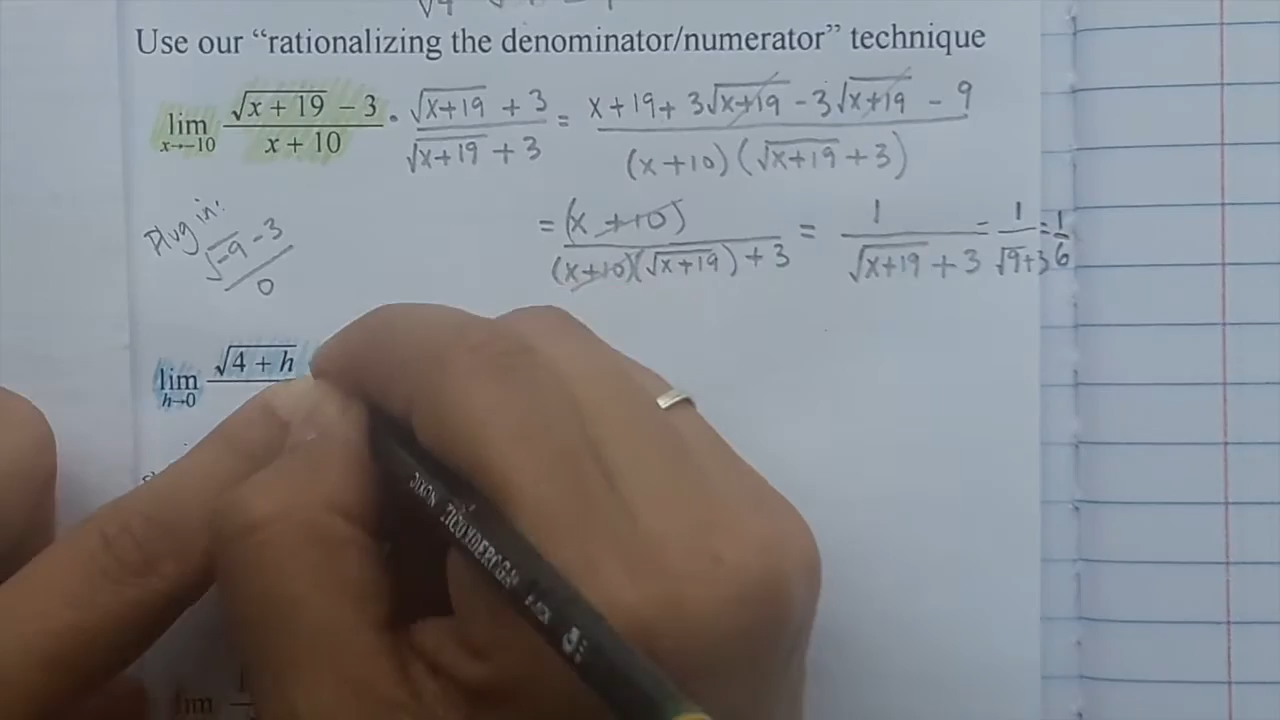 Use our “rationalizing the denominator/numerator” technique
lim x→−10 (√(x + 19) − 3)/(x + 10) · (√(x+19) + 3)/(√(x+19) + 3) = (x + 19 + 3√(x+19) − 3√(x+19) − 9)/((x+10)(√(x+19) + 3))
= (x + 10)/((x+10)(√(x+19)) + 3) = 1/(√(x+19) + 3) = 1/(√9+3) = 1/6
Plug in:
√-9 - 3 / 0
lim h→0 √(4 + h)
DIXON TICONDEROGA
lim